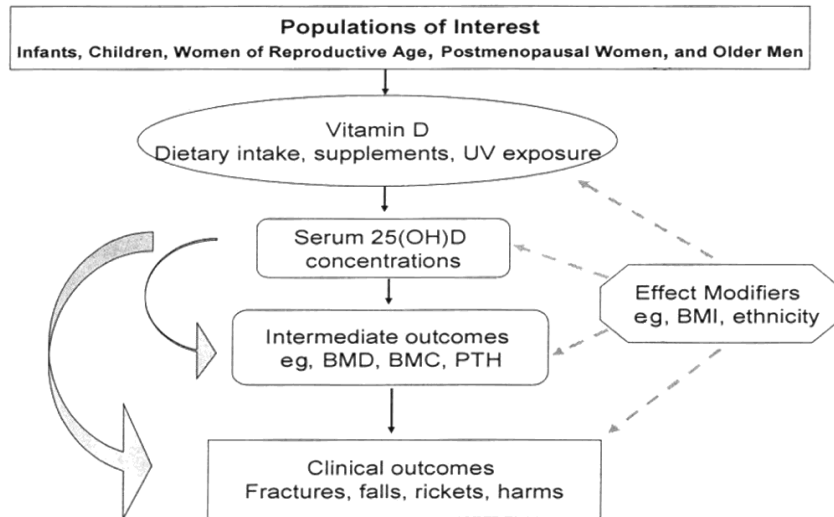 Populations of Interest
Infants, Children, Women of Reproductive Age, Postmenopausal Women, and Older Men
Vitamin D
Dietary intake, supplements, UV exposure
Serum 25(OH)D
concentrations
Effect Modifiers
eg, BMI, ethnicity
Intermediate outcomes
eg, BMD, BMC, PTH
Clinical outcomes
Fractures, falls, rickets, harms